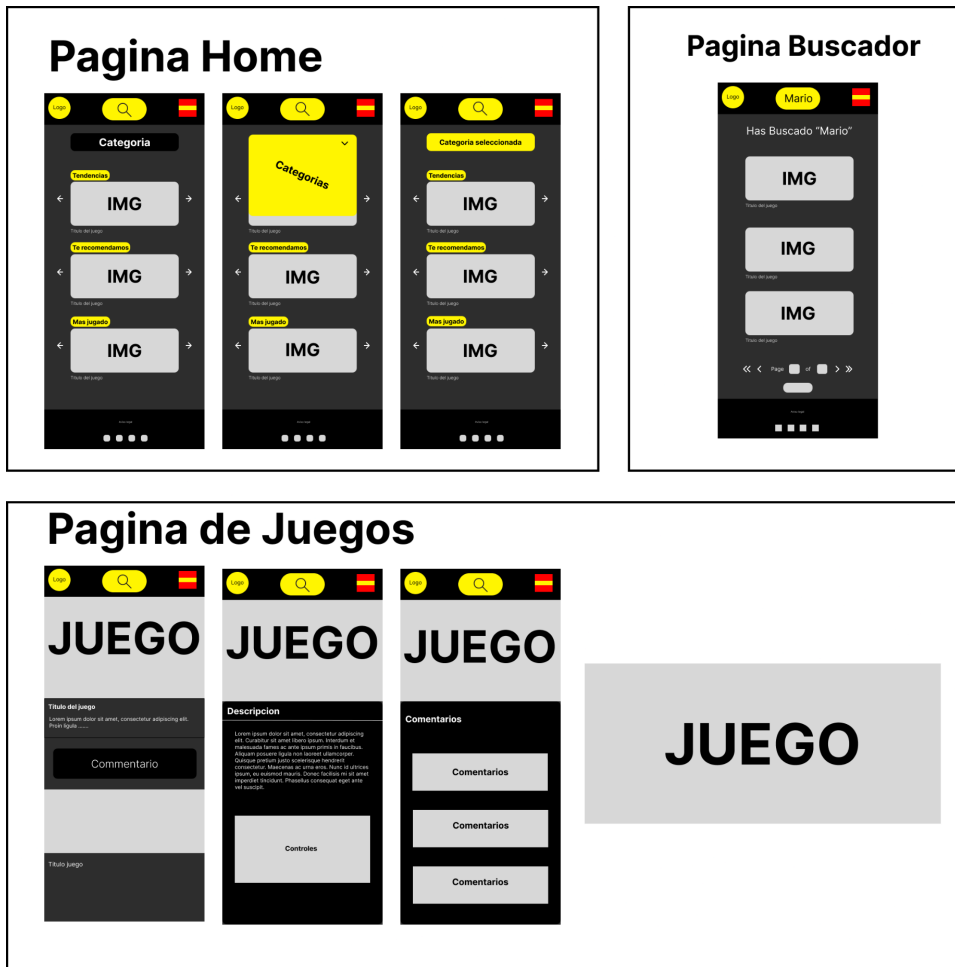 Pagina Home
Logo
Categoria
Tendencias
IMG
Titulo del juego
Te recomendamos
IMG
Titulo del juego
Mas jugado
IMG
Titulo del juego
Logo
Categorias
Titulo del juego
Te recomendamos
IMG
Titulo del juego
Mas jugado
IMG
Titulo del juego
Logo
Categoria seleccionada
Tendencias
IMG
Titulo del juego
Te recomendamos
IMG
Titulo del juego
Mas jugado
IMG
Titulo del juego
Pagina Buscador
Logo
Mario
Has Buscado "Mario"
IMG
Titulo del juego
IMG
Titulo del juego
IMG
Titulo del juego
Page of
Pagina de Juegos
Logo
JUEGO
Titulo del juego
Lorem ipsum dolor sit amet, consectetur adipiscing elit.
Proin ligula .......
Commentario
Titulo juego
Logo
JUEGO
Descripcion
Lorem ipsum dolor sit amet, consectetur adipiscing
elit. Curabitur sit amet libero ipsum. Interdum et
malesuada fames ac ante ipsum primis in faucibus.
Aliquam posuere ligula non laoreet ullamcorper.
Quisque pretium justo scelerisque hendrerit
consectetur. Maecenas ac urna eros. Nunc id ultrices
ipsum, eu euismod mauris. Donec facilisis mi sit amet
imperdiet tincidunt. Phasellus consequat eget ante
vel suscipit.
Controles
Logo
JUEGO
Comentarios
Comentarios
Comentarios
Comentarios
JUEGO